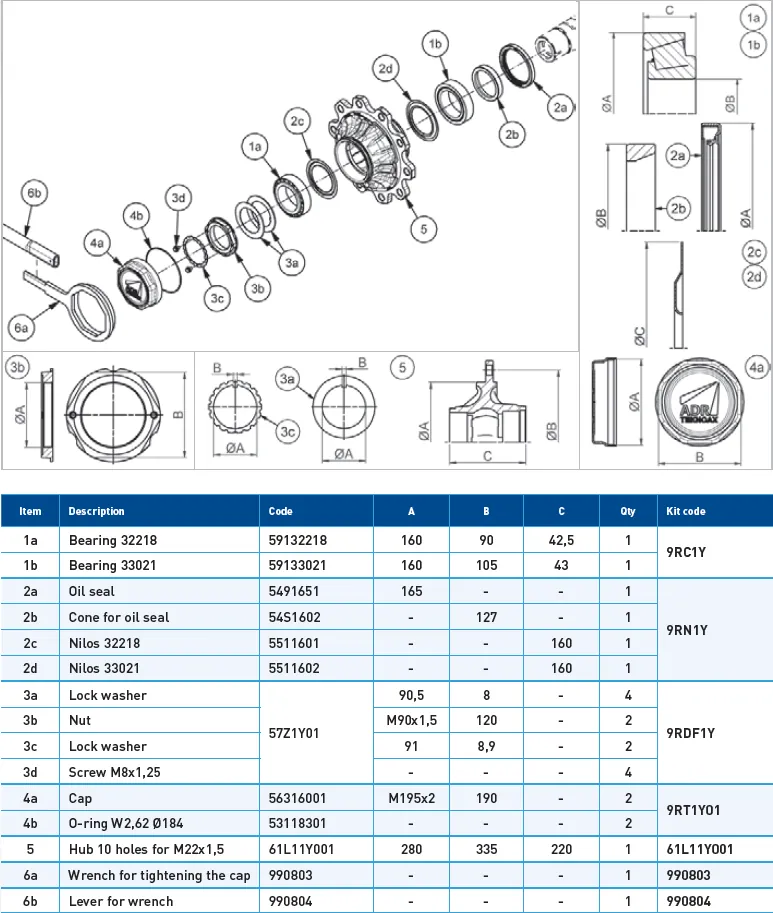 1b
2d
2c
1a
3d
6b
4b
4a
3a
3b
3c
6a
5
2b
2a
C
1a
1b
ØA
ØB
2a
2b
ØB
ØA
2c
2d
ØC
3b
ØA
B
B
3a
B
3c
ØA
ØA
5
ØA
ØB
C
4a
ØA
ADR
TEKNOAX
B
Item Description Code A B C Qty Kit code
1a Bearing 32218 59132218 160 90 42,5 1 9RC1Y
1b Bearing 33021 59133021 160 105 43 1
2a Oil seal 5491651 165 - - 1 9RN1Y
2b Cone for oil seal 54S1602 - 127 - 1
2c Nilos 32218 5511601 - - 160 1
2d Nilos 33021 5511602 - - 160 1
3a Lock washer 57Z1Y01 90,5 8 - 4 9RDF1Y
3b Nut M90x1,5 120 - 2
3c Lock washer 91 8,9 - 2
3d Screw M8x1,25 - - - 4
4a Cap 56316001 M195x2 190 - 2 9RT1YO1
4b O-ring W2,62 Ø184 53118301 - - - 2
5 Hub 10 holes for M22x1,5 61L11Y001 280 335 220 1 61L11YO01
6a Wrench for tightening the cap 990803 - - - 1 990803
6b Lever for wrench 990804 - - - 1 990804